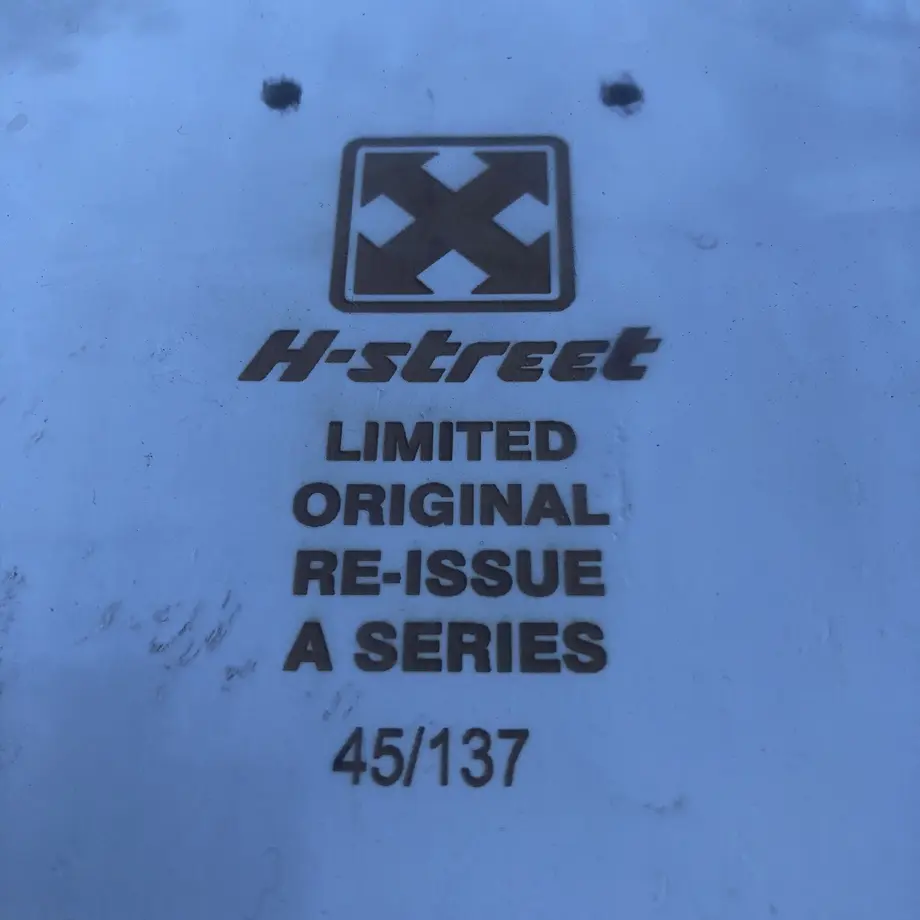 H-street
LIMITED
ORIGINAL
RE-ISSUE
A SERIES
45/137